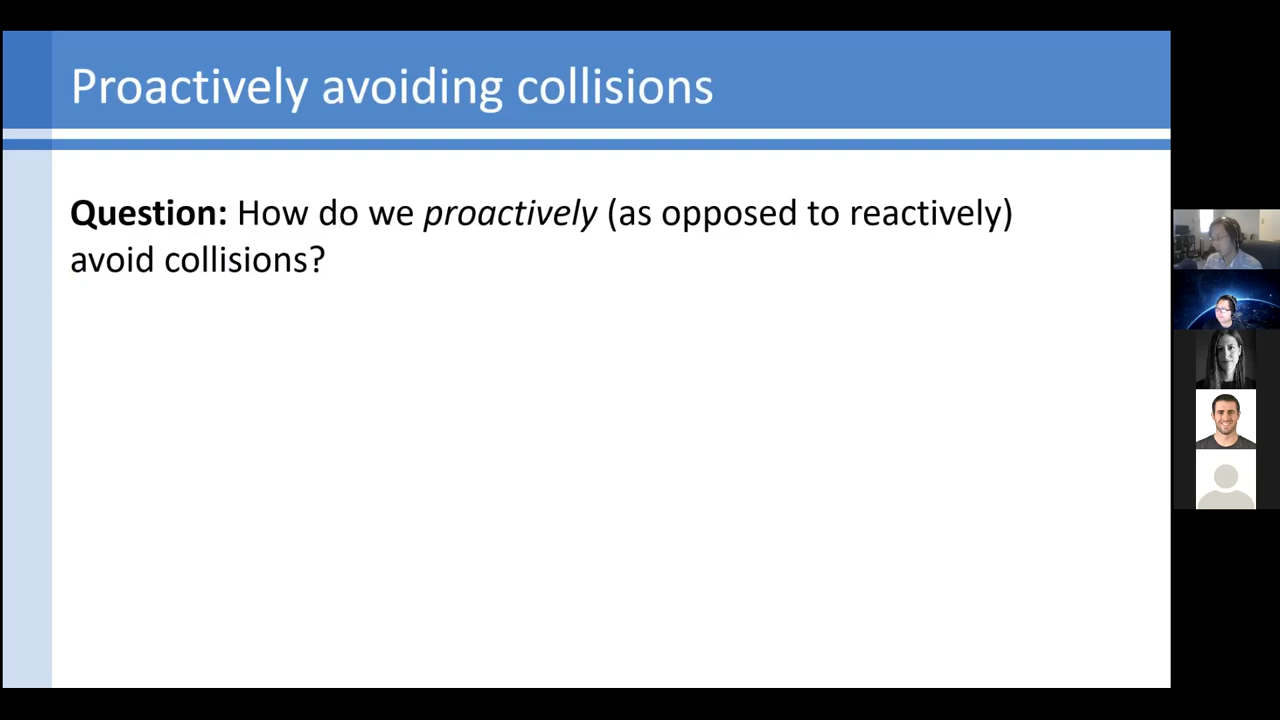 Proactively avoiding collisions
Question: How do we proactively (as opposed to reactively)
avoid collisions?